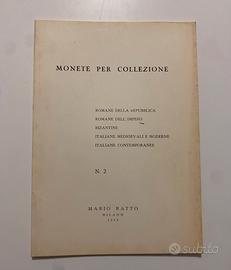 MONETE PER COLLEZIONE
ROMANE DELLA REPUBBLICA
ROMANE DELL'IMPERO
BIZANTINE
ITALIANE MEDIOEVALI E MODERNE
ITALIANE CONTEMPORANEE
N. 2
MARIO RATTO
MILANO
subito